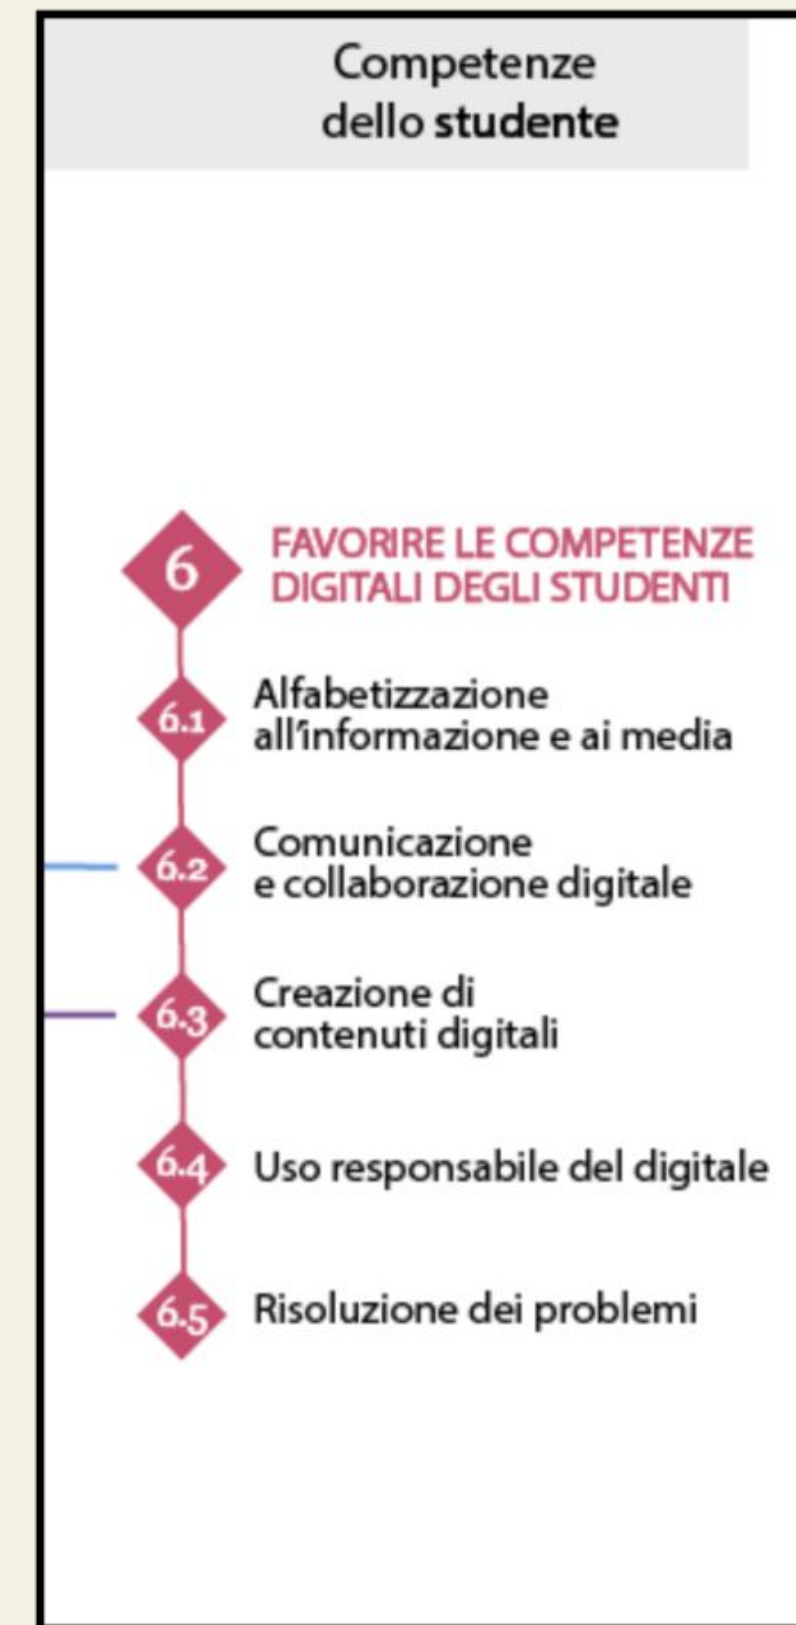 Competenze
dello studente
6
FAVORIRE LE COMPETENZE
DIGITALI DEGLI STUDENTI
6.1
Alfabetizzazione
all'informazione e ai media
6.2
Comunicazione
e collaborazione digitale
6.3
Creazione di
contenuti digitali
6.4
Uso responsabile del digitale
6.5
Risoluzione dei problemi